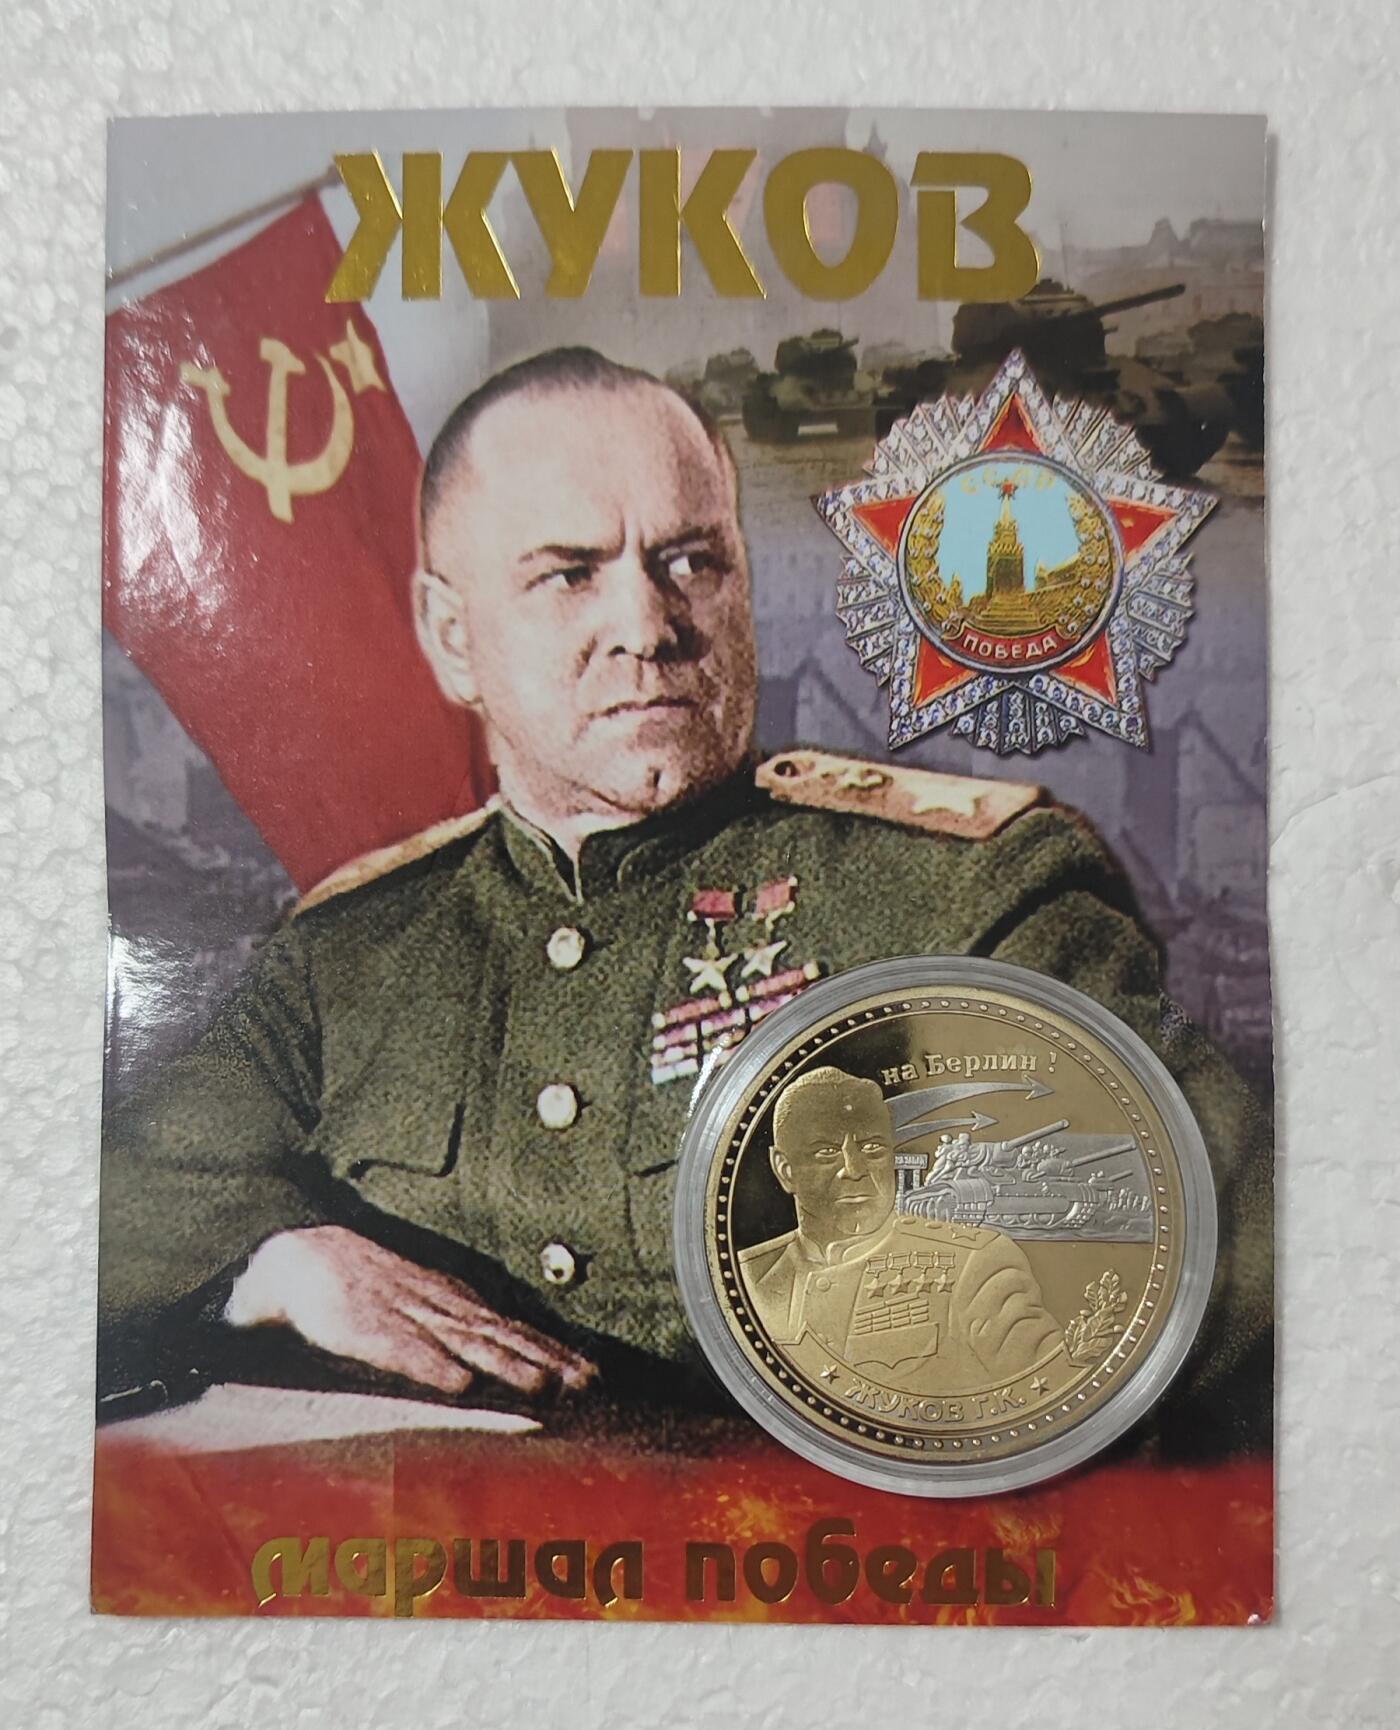 ЖУКОВ
СССР
ПОБЕДА
на Берлин !
ЖУКОВ Г.К.
маршал победы